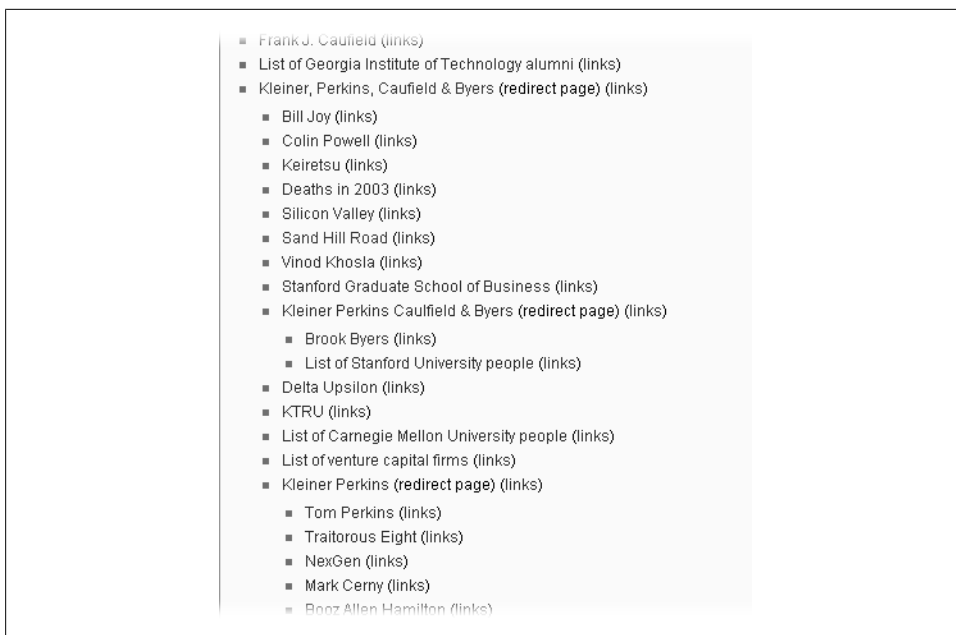 Frank J. Caufield (links)
List of Georgia Institute of Technology alumni (links)
Kleiner, Perkins, Caufield & Byers (redirect page) (links)
Bill Joy (links)
Colin Powell (links)
Keiretsu (links)
Deaths in 2003 (links)
Silicon Valley (links)
Sand Hill Road (links)
Vinod Khosla (links)
Stanford Graduate School of Business (links)
Kleiner Perkins Caulfield & Byers (redirect page) (links)
Brook Byers (links)
List of Stanford University people (links)
Delta Upsilon (links)
KTRU (links)
List of Carnegie Mellon University people (links)
List of venture capital firms (links)
Kleiner Perkins (redirect page) (links)
Tom Perkins (links)
Traitorous Eight (links)
NexGen (links)
Mark Cerny (links)
Booz Allen Hamilton (links)